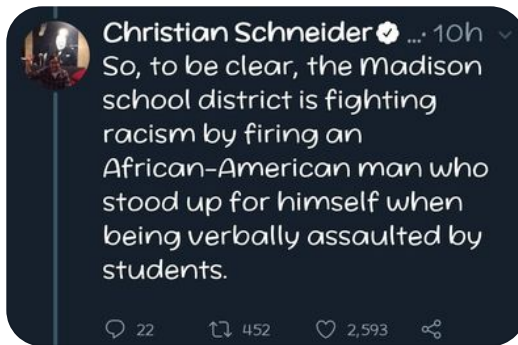 Christian Schneider ...· 10h
So, to be clear, the Madison
school district is fighting
racism by firing an
African-American man who
stood up for himself when
being verbally assaulted by
students.
22 452 2,593